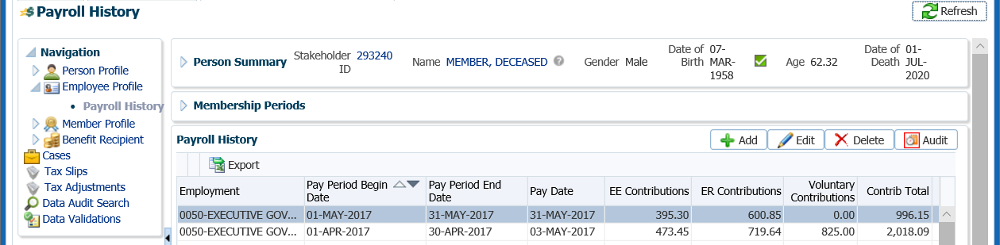 Payroll History
Refresh
Navigation
Person Profile
Employee Profile
• Payroll History
Member Profile
Benefit Recipient
Cases
Tax Slips
Tax Adjustments
Data Audit Search
Data Validations
Person Summary
Stakeholder ID 293240
Name MEMBER, DECEASED
Gender Male
Date of Birth 07-MAR-1958
Age 62.32
Date of Death 01-JUL-2020
Membership Periods
Payroll History
Add Edit Delete Audit
Export
Employment Pay Period Begin Date Pay Period End Date Pay Date EE Contributions ER Contributions Voluntary Contributions Contrib Total
0050-EXECUTIVE GOV... 01-MAY-2017 31-MAY-2017 31-MAY-2017 395.30 600.85 0.00 996.15
0050-EXECUTIVE GOV... 01-APR-2017 30-APR-2017 03-MAY-2017 473.45 719.64 825.00 2,018.09